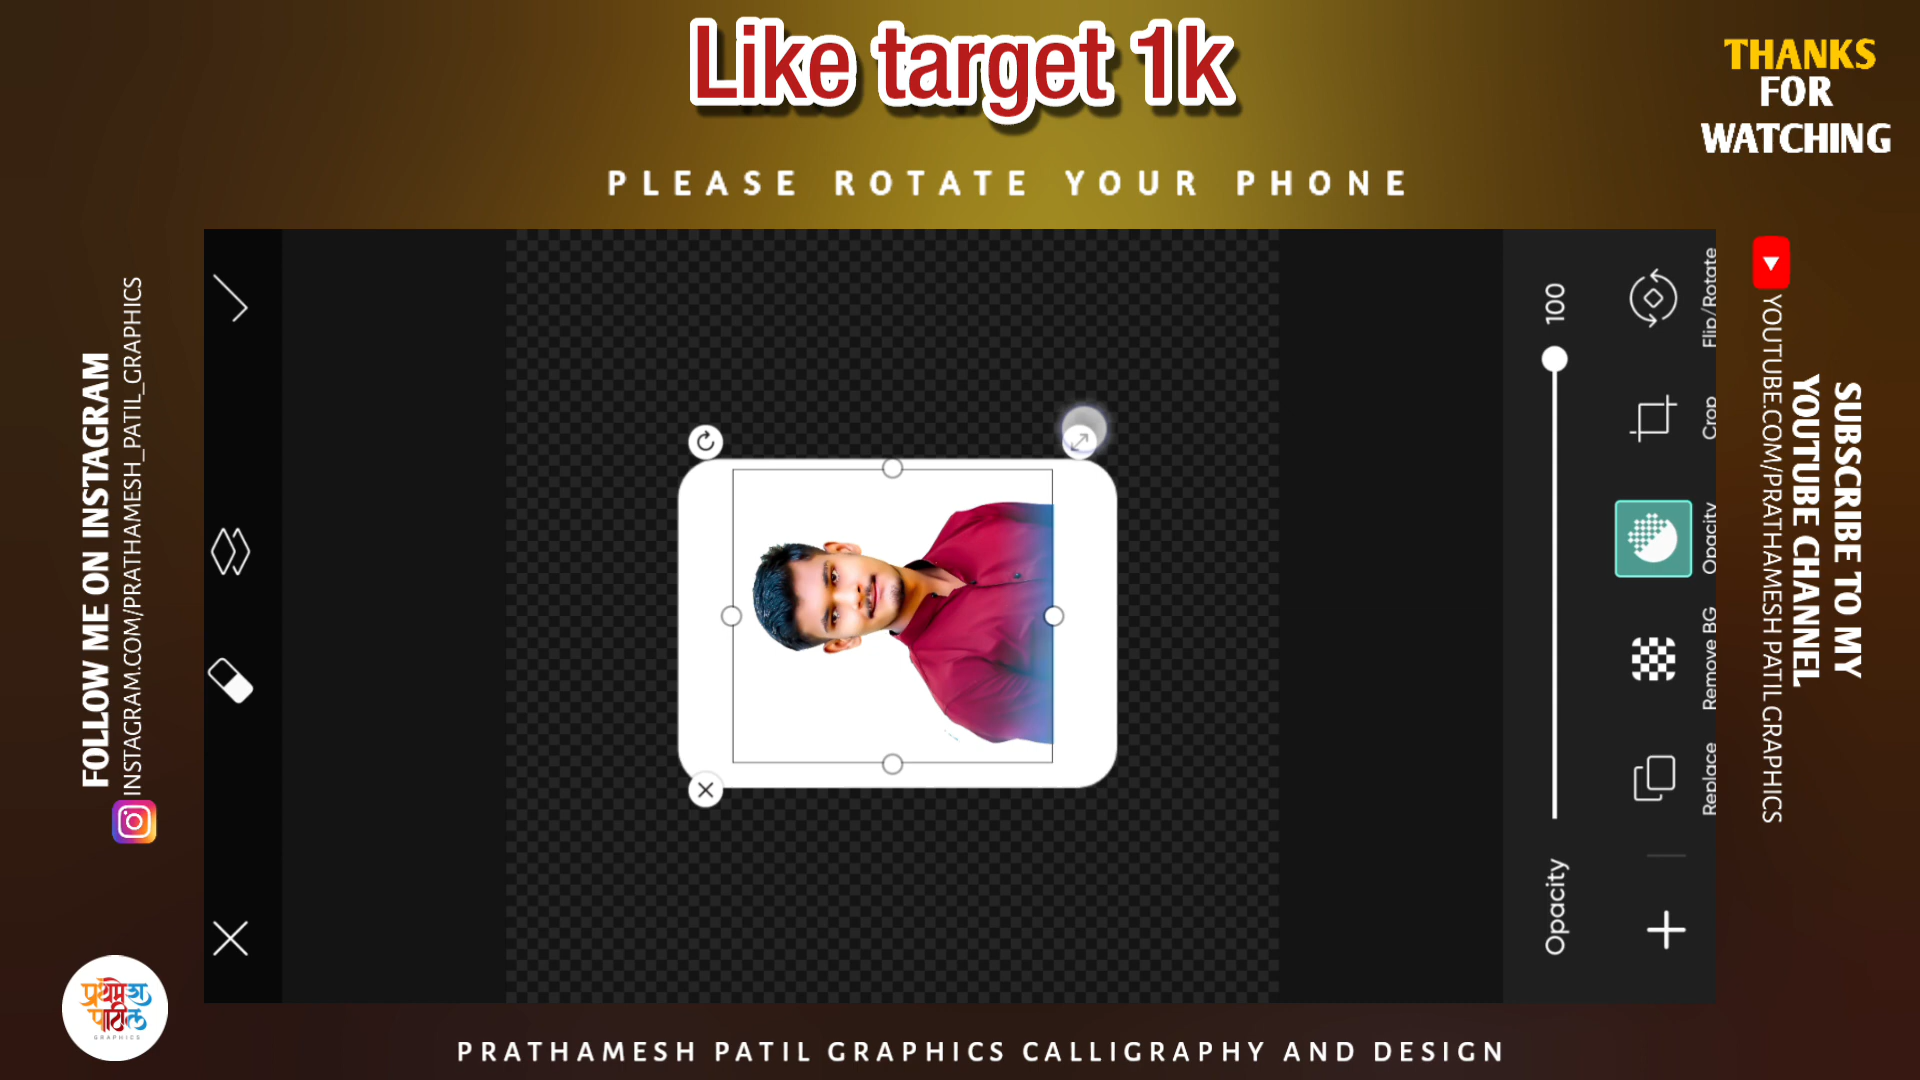 Like target 1k
THANKS
FOR
WATCHING
PLEASE ROTATE YOUR PHONE
FOLLOW ME ON INSTAGRAM
INSTAGRAM.COM/PRATHAMESH_PATIL_GRAPHICS
100
Opacity
Flip/Rotate
Crop
Opacity
Remove BG
Replace
SUBSCRIBE TO MY
YOUTUBE CHANNEL
YOUTUBE.COM/PRATHAMESH PATIL GRAPHICS
प्रथमेश
पाटील
GRAPHICS
PRATHAMESH PATIL GRAPHICS CALLIGRAPHY AND DESIGN